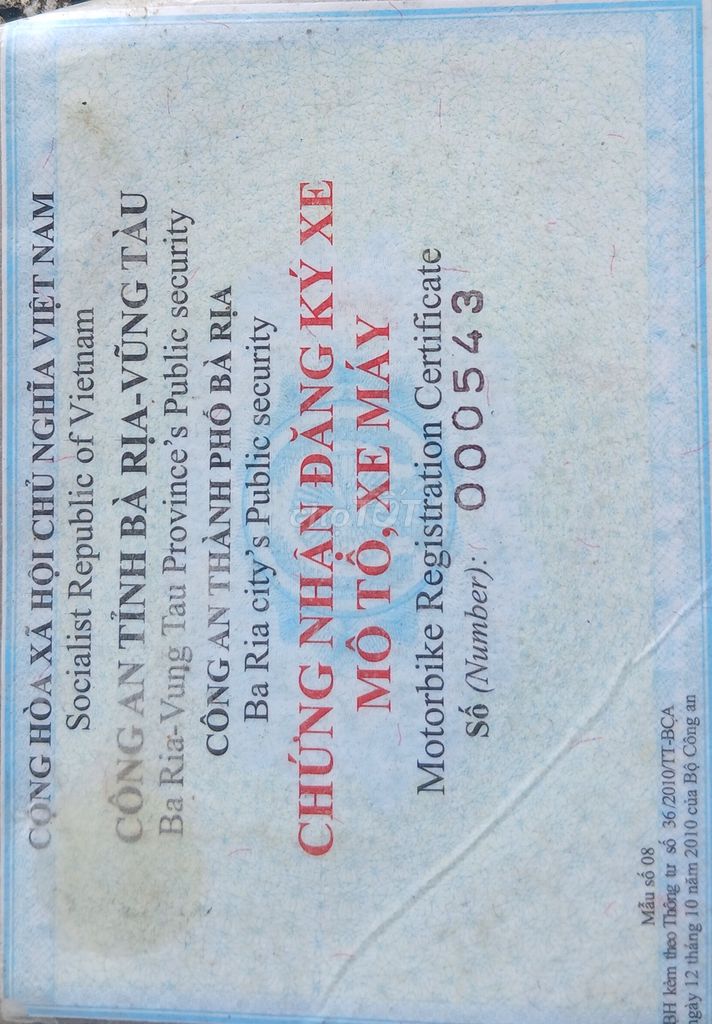 CỘNG HÒA XÃ HỘI CHỦ NGHĨA VIỆT NAM
Socialist Republic of Vietnam
CÔNG AN TỈNH BÀ RỊA-VŨNG TÀU
Ba Ria-Vung Tau Province's Public security
CÔNG AN THÀNH PHỐ BÀ RỊA
Ba Ria city's Public security
CHỨNG NHẬN ĐĂNG KÝ XE
MÔ TÔ, XE MÁY
Motorbike Registration Certificate
Số (Number): 000543
Mẫu số 08
BH kèm theo Thông tư số 36/2010/TT-BCA
ngày 12 tháng 10 năm 2010 của Bộ Công an
chợTỐT